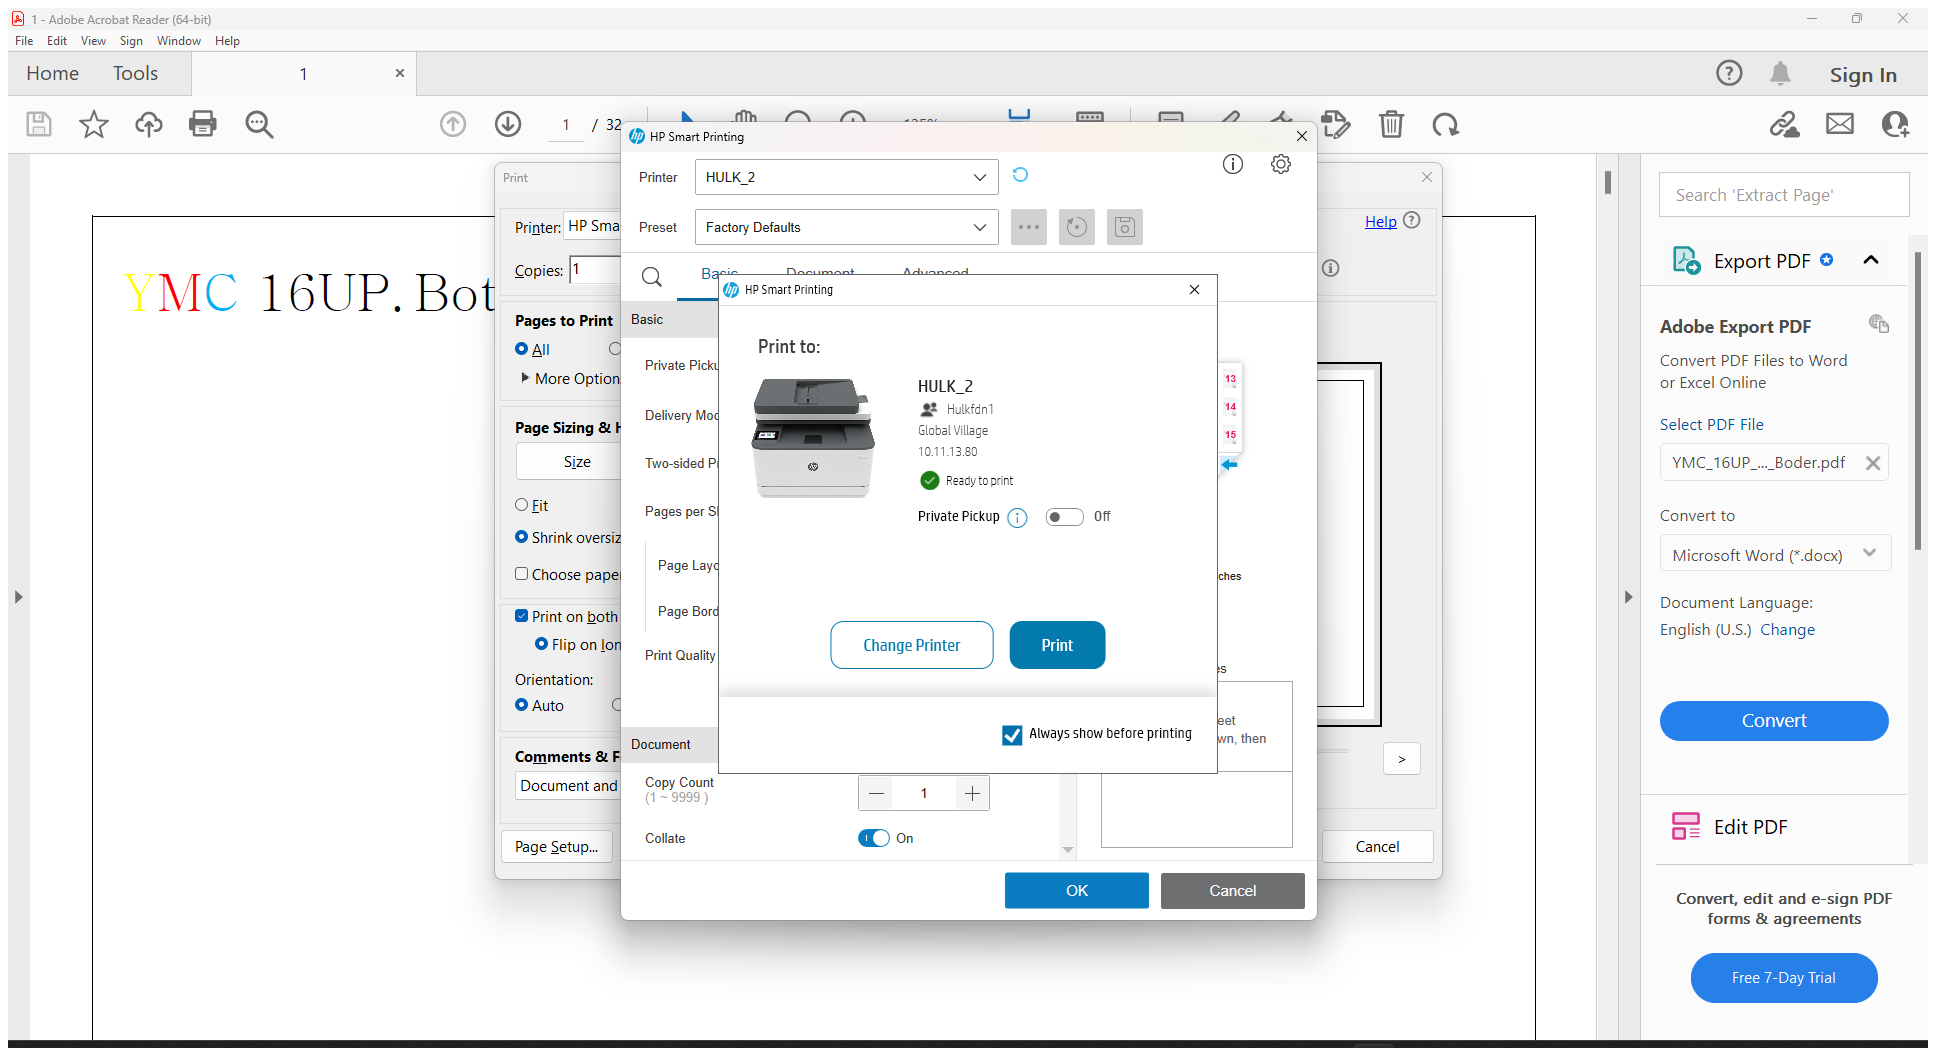 1 - Adobe Acrobat Reader (64-bit)
File Edit View Sign Window Help
Home Tools 1 Sign In
1 / 32
HP Smart Printing
Printer HULK_2
Preset Factory Defaults
Basic Document Advanced
Print
Printer: HP Sma
Copies: 1
Help
YMC 16UP.Bot
Pages to Print
All
More Option
Page Sizing & H
Size
Fit
Shrink oversiz
Choose pape
Print on both
Flip on lon
Orientation:
Auto
Comments & F
Document and
Page Setup...
Cancel
>
Basic
Private Picku
Delivery Mod
Two-sided Pr
Pages per Sh
Page Layo
Page Bord
Print Quality
Document
Copy Count
(1 ~ 9999 )
1
Collate
On
OK Cancel
13
14
15
ches
es
eet
wn, then
HP Smart Printing
Print to:
HULK_2
Hulkfdn1
Global Village
10.11.13.80
Ready to print
Private Pickup Off
Change Printer Print
Always show before printing
Search 'Extract Page'
Export PDF
Adobe Export PDF
Convert PDF Files to Word
or Excel Online
Select PDF File
YMC_16UP_..._Boder.pdf
Convert to
Microsoft Word (*.docx)
Document Language:
English (U.S.) Change
Convert
Edit PDF
Convert, edit and e-sign PDF
forms & agreements
Free 7-Day Trial